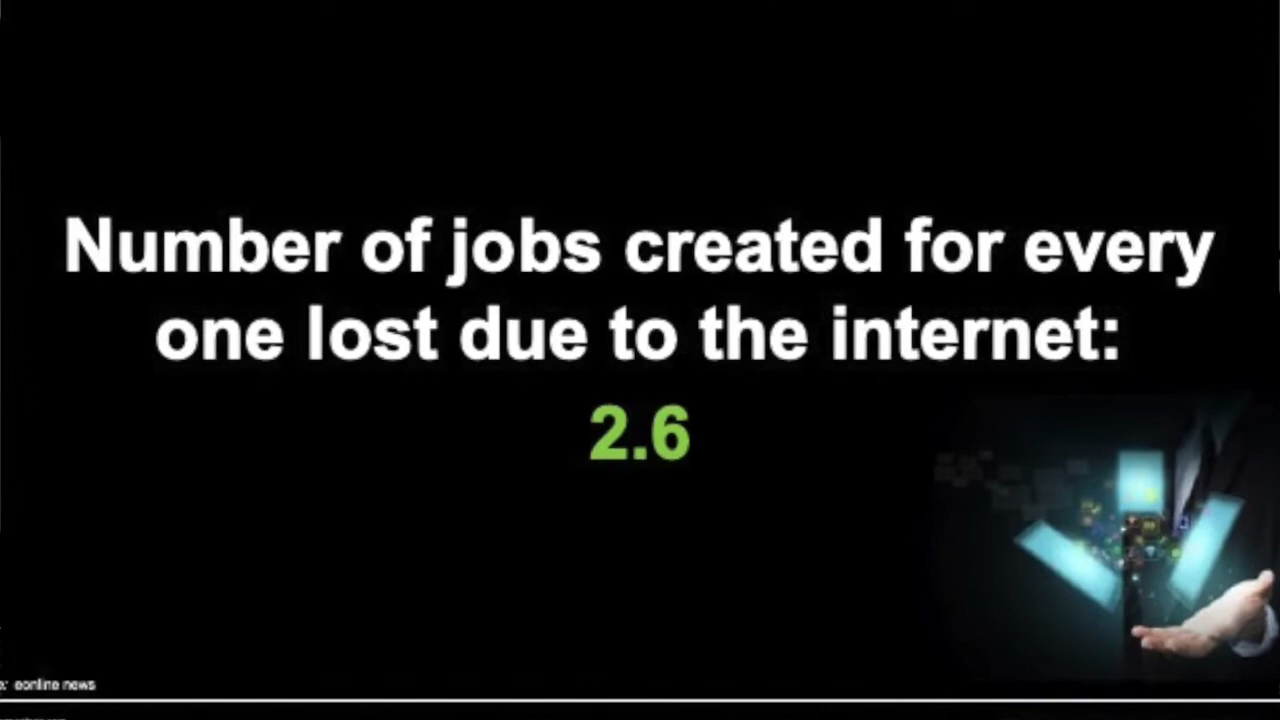 Number of jobs created for every
one lost due to the internet:
2.6
eonline news